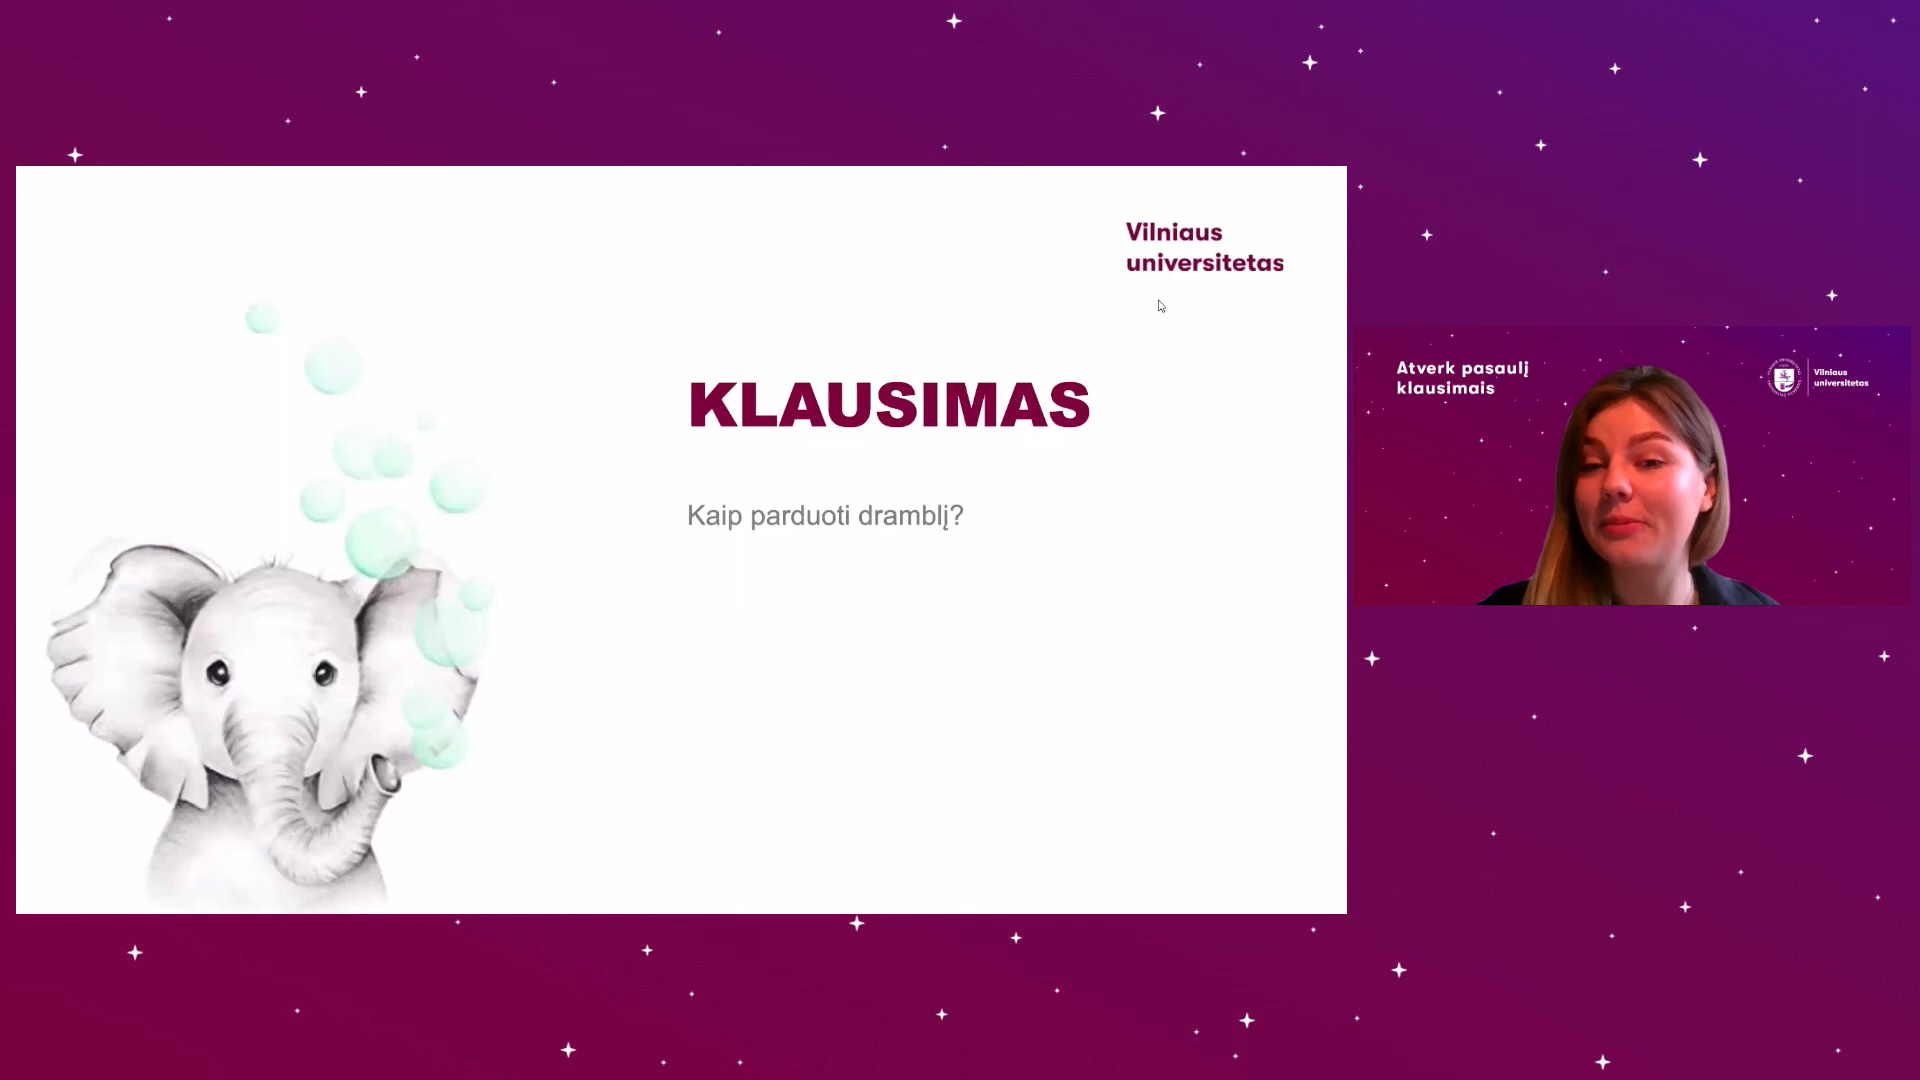 Vilniaus
universitetas
KLAUSIMAS
Kaip parduoti dramblį?
Atverk pasaulį
klausimais
Vilniaus
universitetas